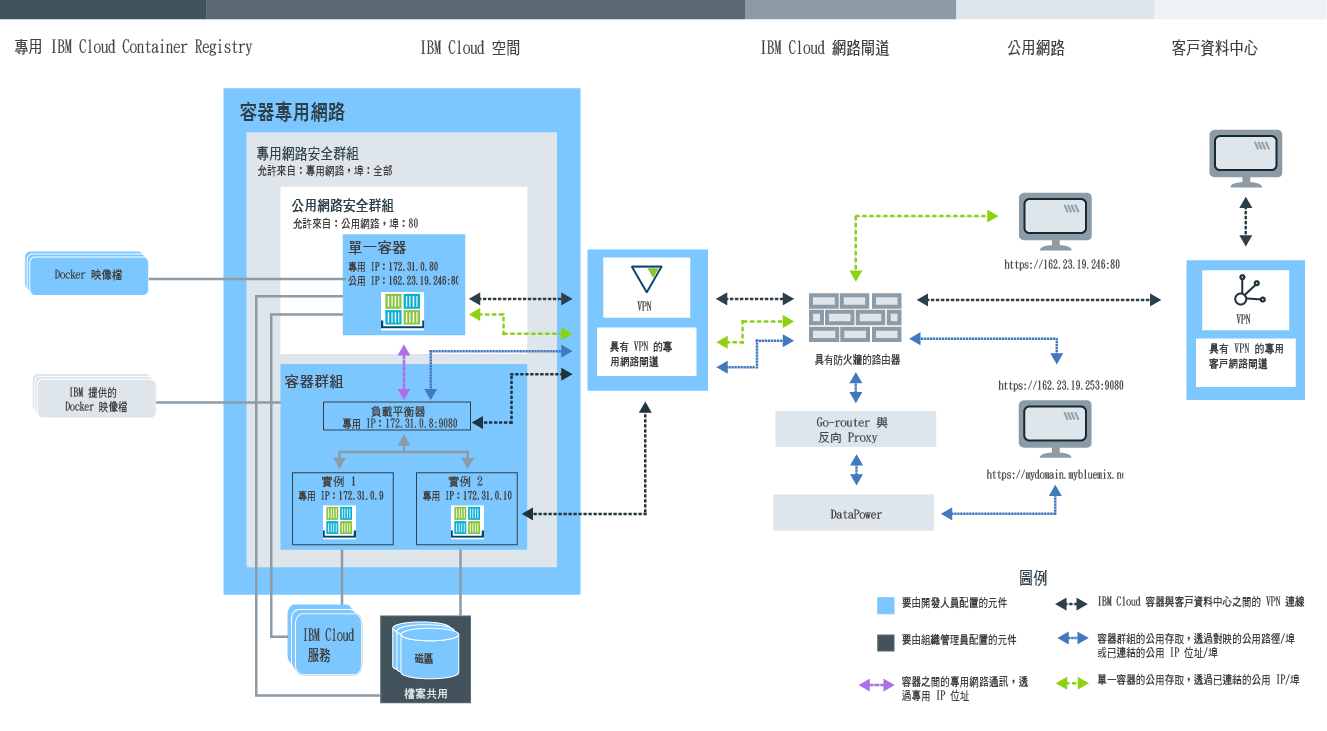 專用 IBM Cloud Container Registry
IBM Cloud 空間
IBM Cloud 網路閘道
公用網路
客戶資料中心
容器專用網路
專用網路安全群組
允許來自：專用網路，埠：全部
公用網路安全群組
允許來自：公用網路，埠：80
單一容器
專用 IP：172.31.0.80
公用 IP：162.23.19.246:80
Docker 映像檔
IBM 提供的
Docker 映像檔
容器群組
負載平衡器
專用 IP：172.31.0.8:9080
實例 1
專用 IP：172.31.0.9
實例 2
專用 IP：172.31.0.10
IBM Cloud
服務
磁區
檔案共用
VPN
具有 VPN 的專
用網路閘道
具有防火牆的路由器
Go-router 與
反向 Proxy
DataPower
https://162.23.19.246:80
https://162.23.19.253:9080
https://mydomain.mybluemix.ne
VPN
具有 VPN 的專用
客戶網路閘道
圖例
要由開發人員配置的元件
要由組織管理員配置的元件
容器之間的專用網路通訊，透
過專用 IP 位址
IBM Cloud 容器與客戶資料中心之間的 VPN 連線
容器群組的公用存取，透過對映的公用路徑/埠
或已連結的公用 IP 位址/埠
單一容器的公用存取，透過已連結的公用 IP/埠